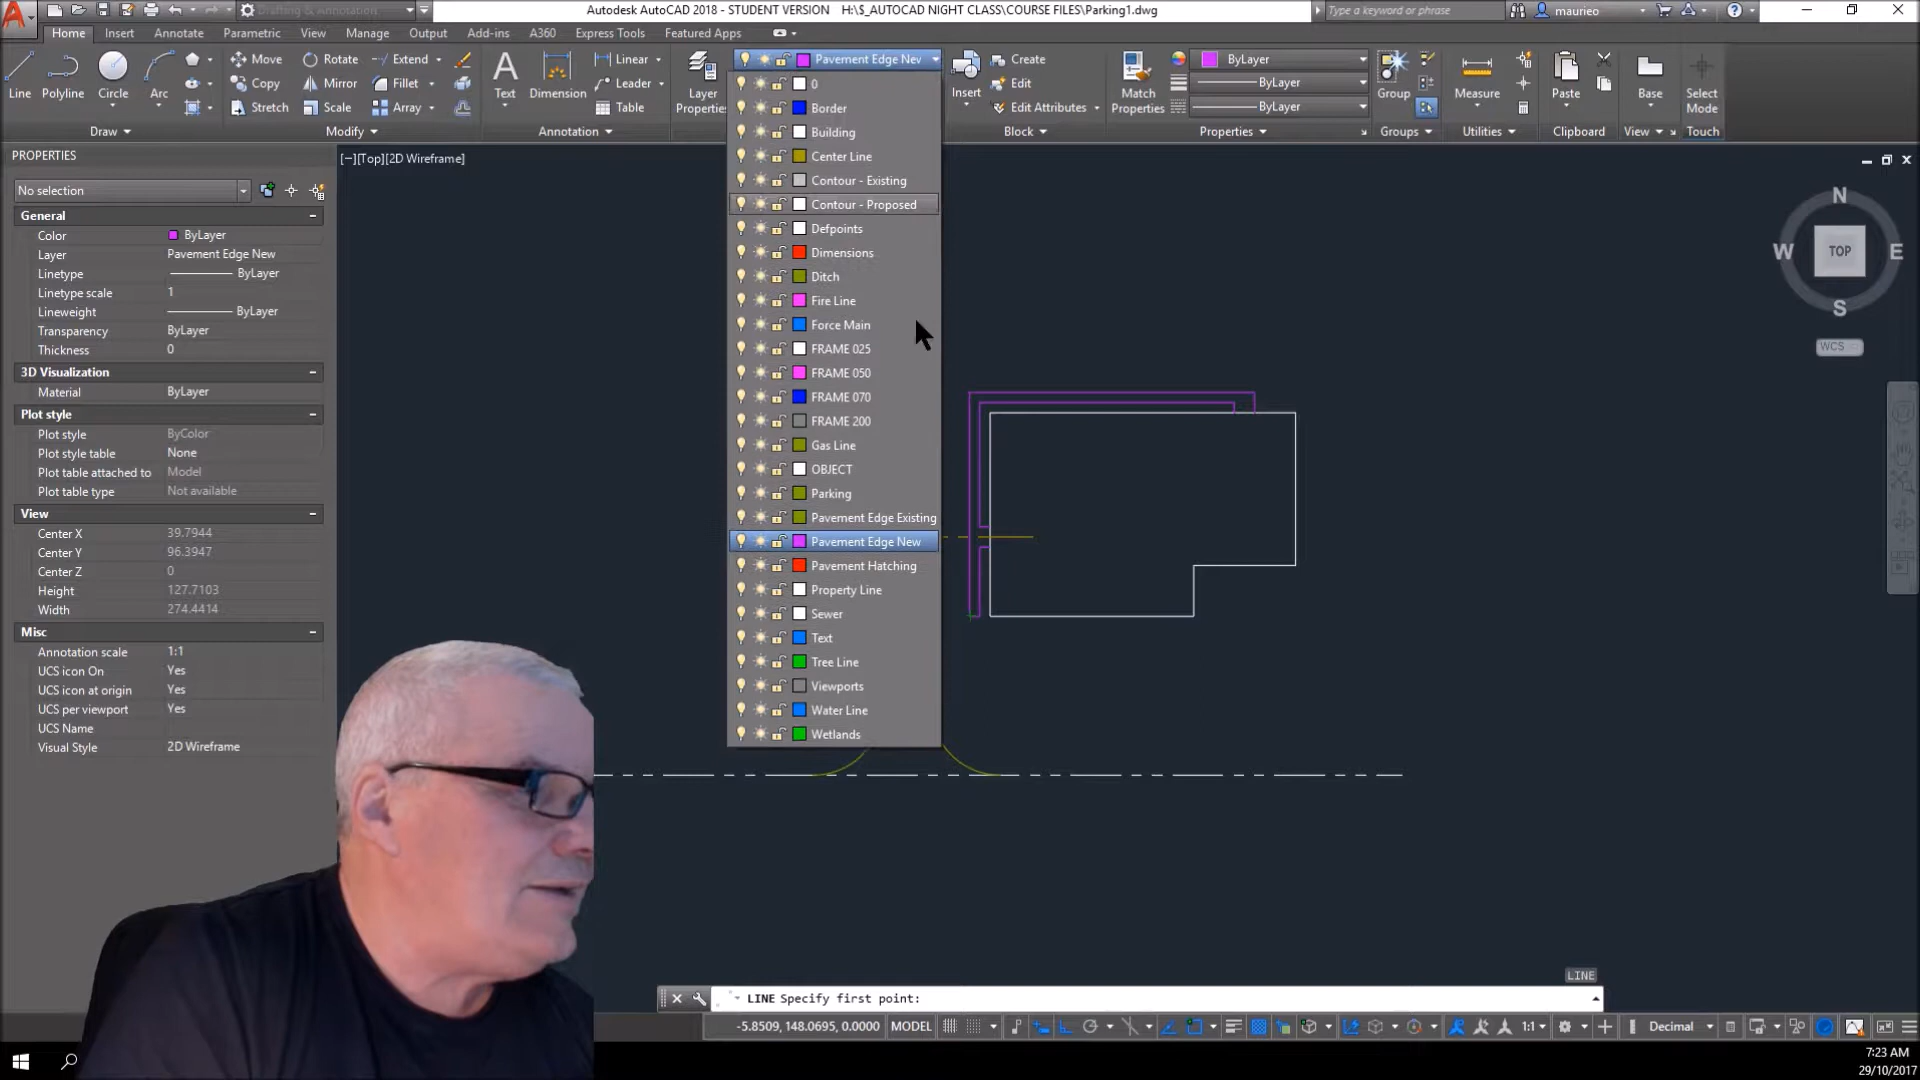 Drafting & Annotation
Autodesk AutoCAD 2018 - STUDENT VERSION H:\$_AUTOCAD NIGHT CLASS\COURSE FILES\Parking1.dwg
Type a keyword or phrase
maurieo
Home Insert Annotate Parametric View Manage Output Add-ins A360 Express Tools Featured Apps
Line Polyline Circle Arc
Move Rotate Extend
Copy Mirror Fillet
Stretch Scale Array
Draw Modify
Text Dimension
Linear
Leader
Table
Annotation
Layer
Properties
Pavement Edge New
Insert
Create
Edit
Edit Attributes
Block
Match
Properties
ByLayer
ByLayer
ByLayer
Properties
Group
Groups
Measure
Utilities
Paste
Clipboard
Base
View
Select
Mode
Touch
0
Border
Building
Center Line
Contour - Existing
Contour - Proposed
Defpoints
Dimensions
Ditch
Fire Line
Force Main
FRAME 025
FRAME 050
FRAME 070
FRAME 200
Gas Line
OBJECT
Parking
Pavement Edge Existing
Pavement Edge New
Pavement Hatching
Property Line
Sewer
Text
Tree Line
Viewports
Water Line
Wetlands
PROPERTIES
No selection
General
Color ByLayer
Layer Pavement Edge New
Linetype ByLayer
Linetype scale 1
Lineweight ByLayer
Transparency ByLayer
Thickness 0
3D Visualization
Material ByLayer
Plot style
Plot style ByColor
Plot style table None
Plot table attached to Model
Plot table type Not available
View
Center X 39.7944
Center Y 96.3947
Center Z 0
Height 127.7103
Width 274.4414
Misc
Annotation scale 1:1
UCS icon On Yes
UCS icon at origin Yes
UCS per viewport Yes
UCS Name
Visual Style 2D Wireframe
[−][Top][2D Wireframe]
N
W TOP E
S
WCS
LINE
LINE Specify first point:
-5.8509, 148.0695, 0.0000 MODEL
1:1
Decimal
7:23 AM
29/10/2017